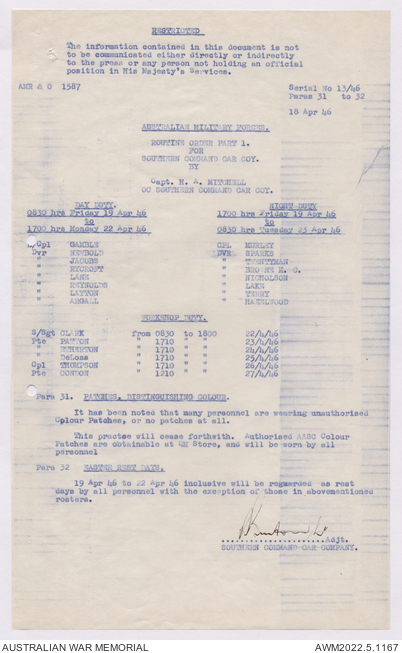 RESTRICTED
The information contained in this document is not
to be communicated either directly or indirectly
to the press or any person not holding an official
position in His Majesty's Services.
AMR &O 1587
Serial No 13/46
Paras 31 to 32
18 Apr 46
AUSTRALIAN MILITARY FORCES.
ROUTINE ORDER PART 1.
FOR
SOUTHERN COMMAND CAR COY.
BY
Capt. H. A. MITCHELL
OC SOUTHERN COMMAND CAR COY.
DAY DUTY.
0830 hrs Friday 19 Apr 46
to
1700 hrs Monday 22 Apr 46
Cpl GAMBLE
Dvr NEWBOLD
" JACOBS
" RYCROFT
" LANE
" REYNOLDS
" LAYTON
" ARGALL
NIGHT DUTY
1700 hrs Friday 19 Apr 46
to
0830 hrs Tuesday 23 Apr 46
CPL
DVR SPARKS
" TWENTYMAN
" K. C.
" NICHOLSON
" LAKE
" TERRY
" HAZELWOOD
WORKSHOP DUTY.
S/Sgt CLARK from 0830 to 1800 22/4/46
Pte PATTON " 1710 " " 23/4/46
" ETHERTON " 1710 " " 24/4/46
" DeLoas " 1710 " " 25/4/46
Cpl THOMPSON " 1710 " " 26/4/46
Pte CONDON " 1210 " " 27/4/46
Para 31. PATCHES, DISTINGUISHING COLOUR.
It has been noted that many personnel are wearing unauthorised
Colour Patches, or no patches at all.
This practse will cease forthwith. Authorised AASC Colour
Patches are obtainable at QM Store, and will be worn by all
personnel
Para 32 EASTER REST DAYS.
19 Apr 46 to 22 Apr 46 inclusive will be regmarded as rest
days by all personnel with the exception of those in abovementioned
rosters.
Adjt.
SOUTHERN COMMAND CAR COMPANY.
AUSTRALIAN WAR MEMORIAL
AWM2022.5.1167